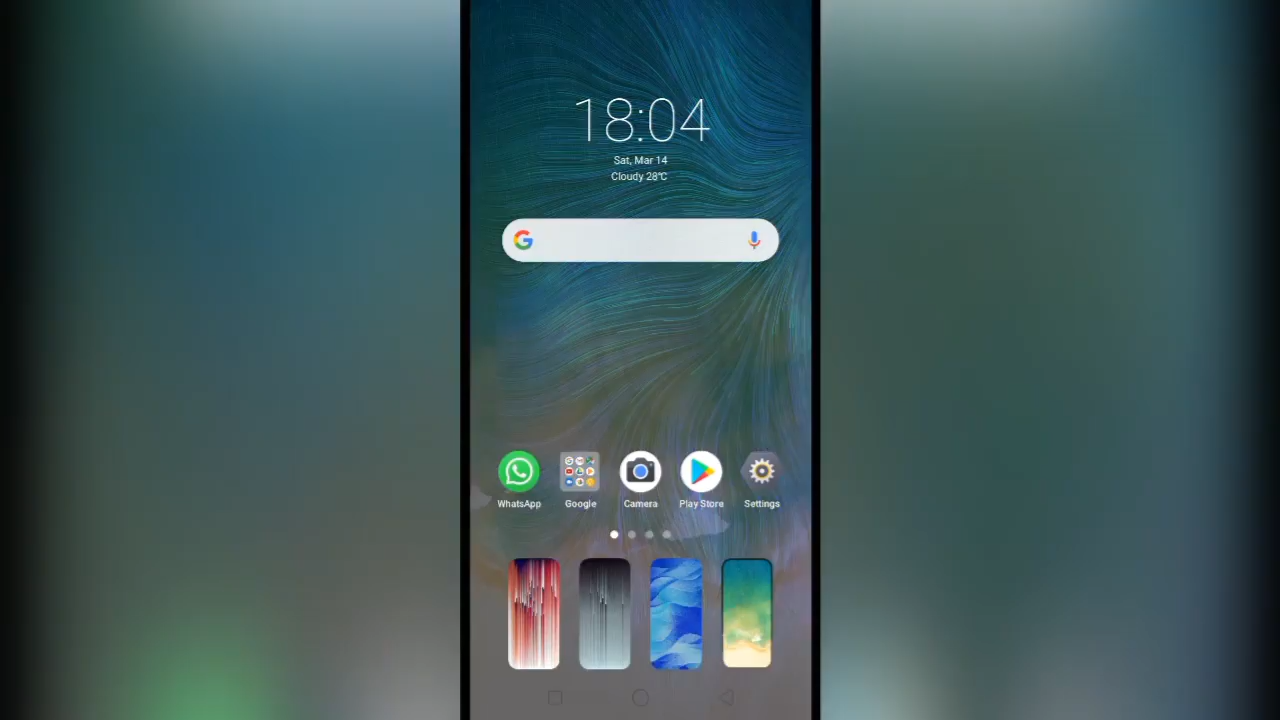 18:04
Sat, Mar 14
Cloudy 28℃
WhatsApp
Google
Camera
Play Store
Settings